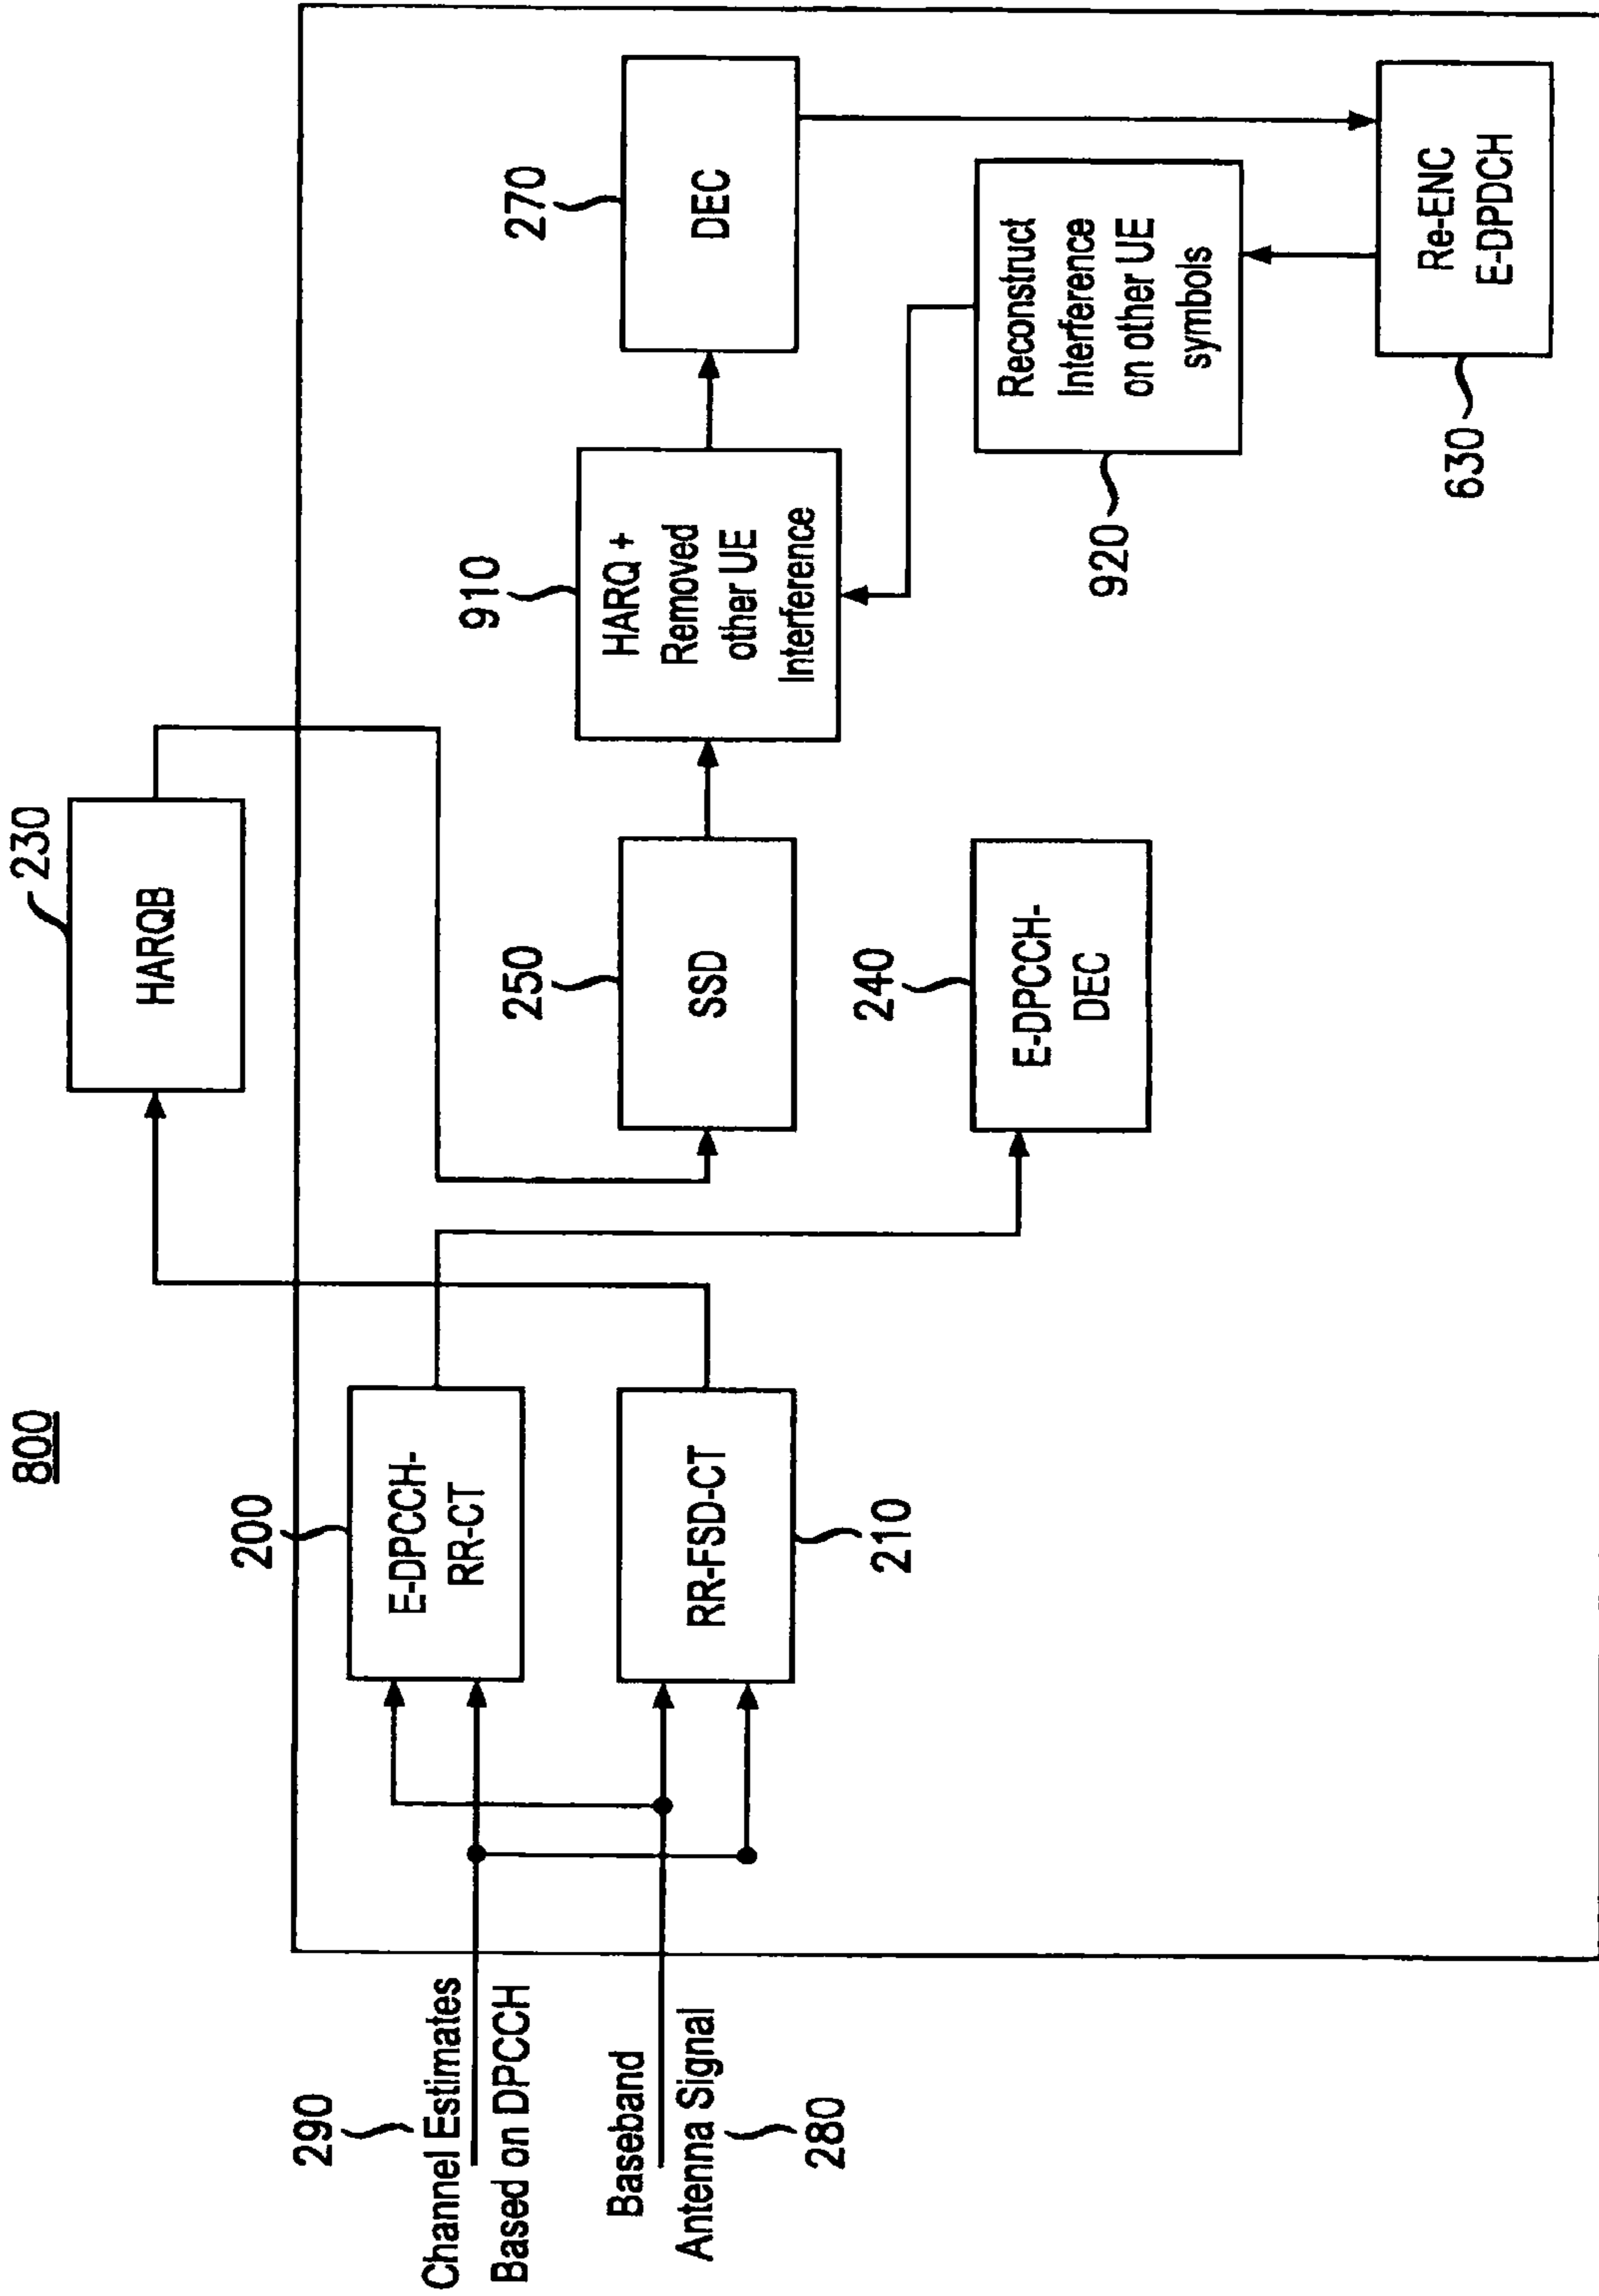 800
230
HARQB
290
Channel Estimates
Based on DPCCH
Baseband
Antenna Signal
280
200
E-DPCCH-
RR-CT
RR-FSD-CT
210
250
SSD
240
E-DPCCH-
DEC
910
HARQ +
Removed
other UE
Interference
270
DEC
Reconstruct
Interference
on other UE
symbols
920
Re-ENC
E-DPDCH
630